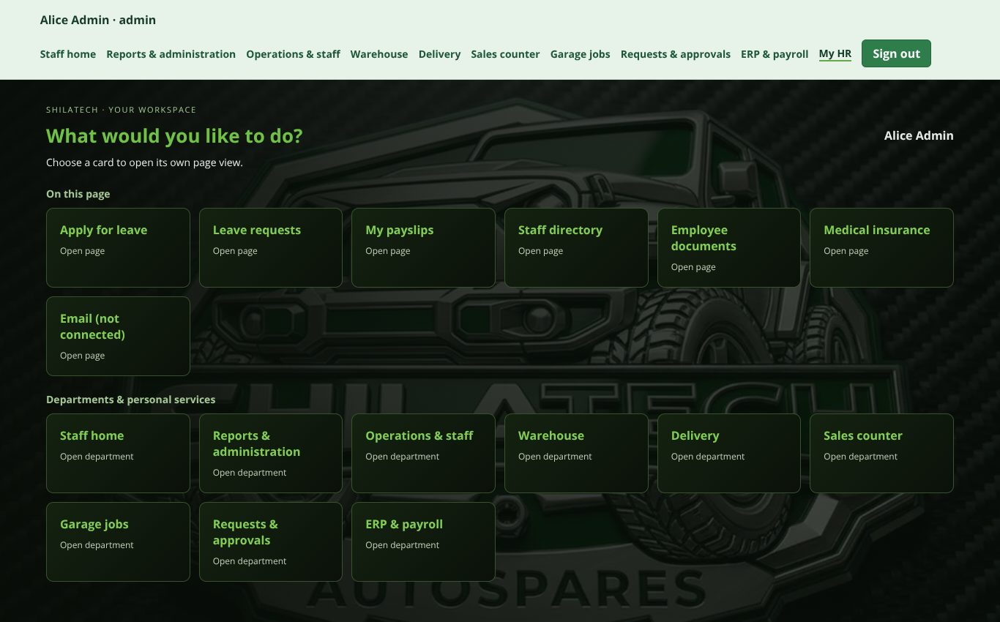 Alice Admin · admin
Staff home Reports & administration Operations & staff Warehouse Delivery Sales counter Garage jobs Requests & approvals ERP & payroll My HR Sign out
SHILATECH · YOUR WORKSPACE
What would you like to do?
Alice Admin
Choose a card to open its own page view.
On this page
Apply for leave
Open page
Leave requests
Open page
My payslips
Open page
Staff directory
Open page
Employee
documents
Open page
Medical insurance
Open page
Email (not
connected)
Open page
Departments & personal services
SHILATECH
Staff home
Open department
Reports &
administration
Open department
Operations & staff
Open department
Warehouse
Open department
Delivery
Open department
Sales counter
Open department
Garage jobs
Open department
Requests &
approvals
Open department
ERP & payroll
Open department
AUTOSPARES